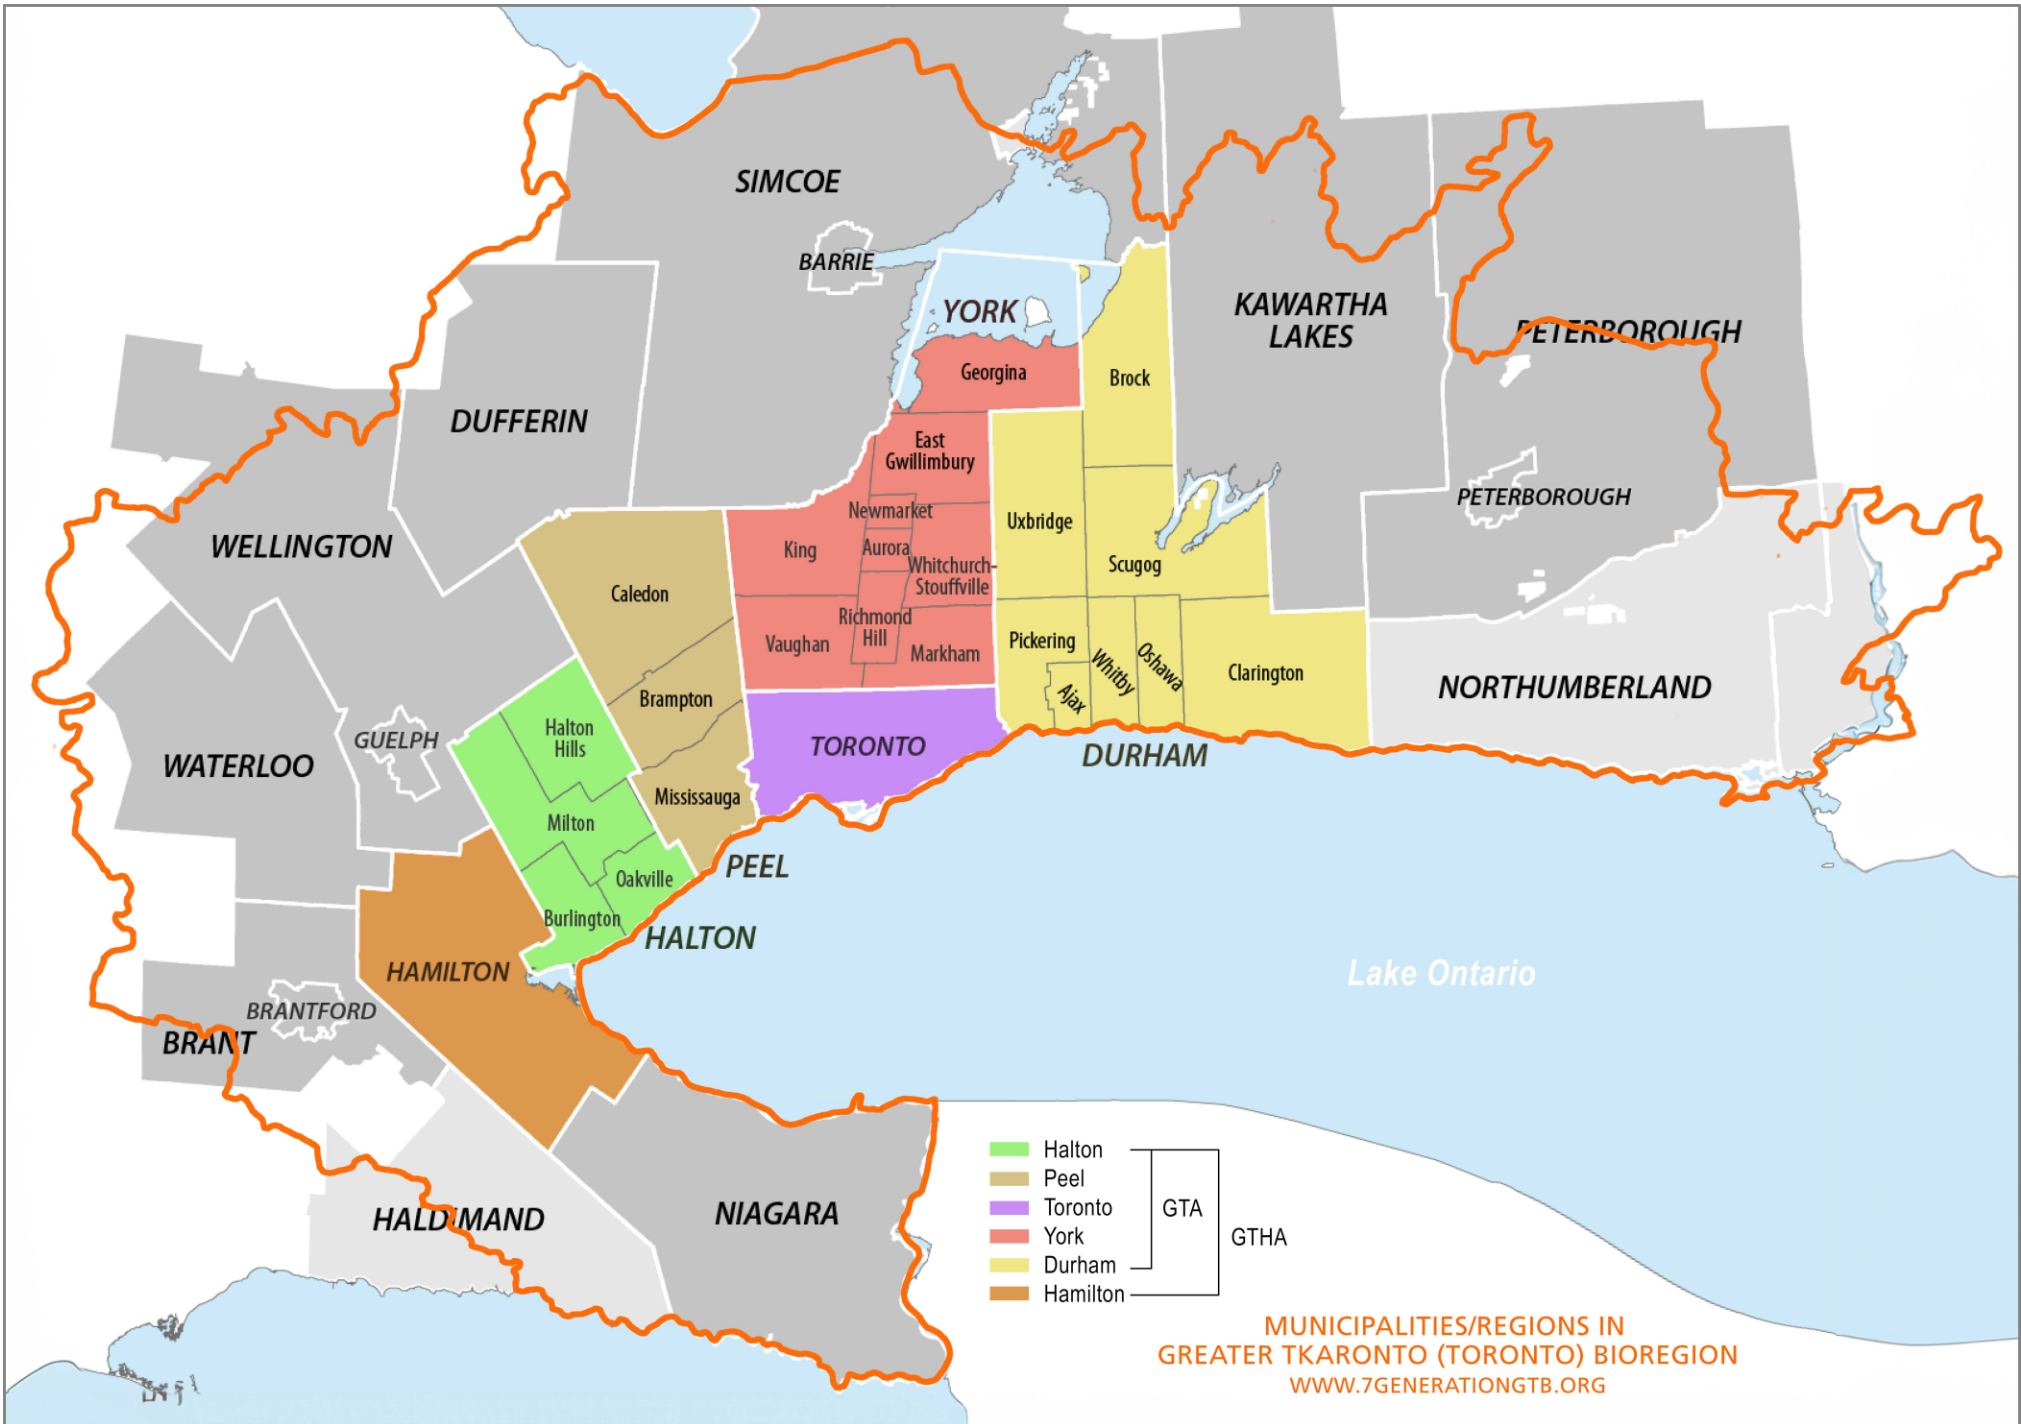 SIMCOE
BARRIE
YORK
KAWARTHA
LAKES
PETERBOROUGH
Georgina
Brock
DUFFERIN
East
Gwillimbury
PETERBOROUGH
Newmarket
Uxbridge
WELLINGTON
King
Aurora
Whitchurch-
Stouffville
Scugog
Caledon
Richmond
Hill
Vaughan
Markham
Pickering
Whitby
Oshawa
Ajax
Clarington
NORTHUMBERLAND
Brampton
Halton
Hills
GUELPH
WATERLOO
TORONTO
DURHAM
Mississauga
Milton
PEEL
Oakville
Burlington
HALTON
HAMILTON
Lake Ontario
BRANTFORD
BRANT
HALDIMAND
NIAGARA
Halton
Peel
Toronto
York
Durham
Hamilton
GTA
GTHA
MUNICIPALITIES/REGIONS IN
GREATER TKARONTO (TORONTO) BIOREGION
WWW.7GENERATIONGTB.ORG